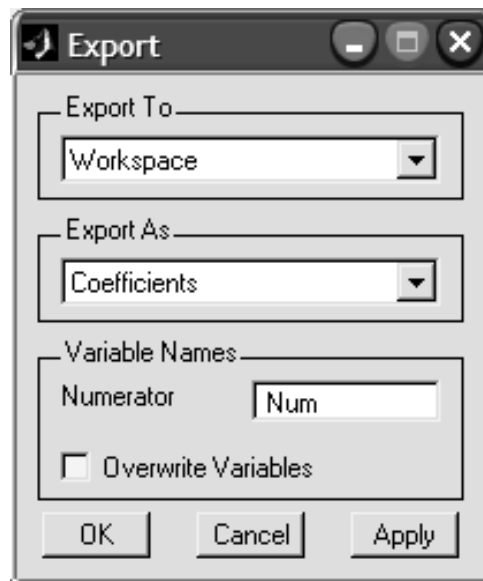 Export
Export To
Workspace
Export As
Coefficients
Variable Names
Numerator Num
Overwrite Variables
OK Cancel Apply